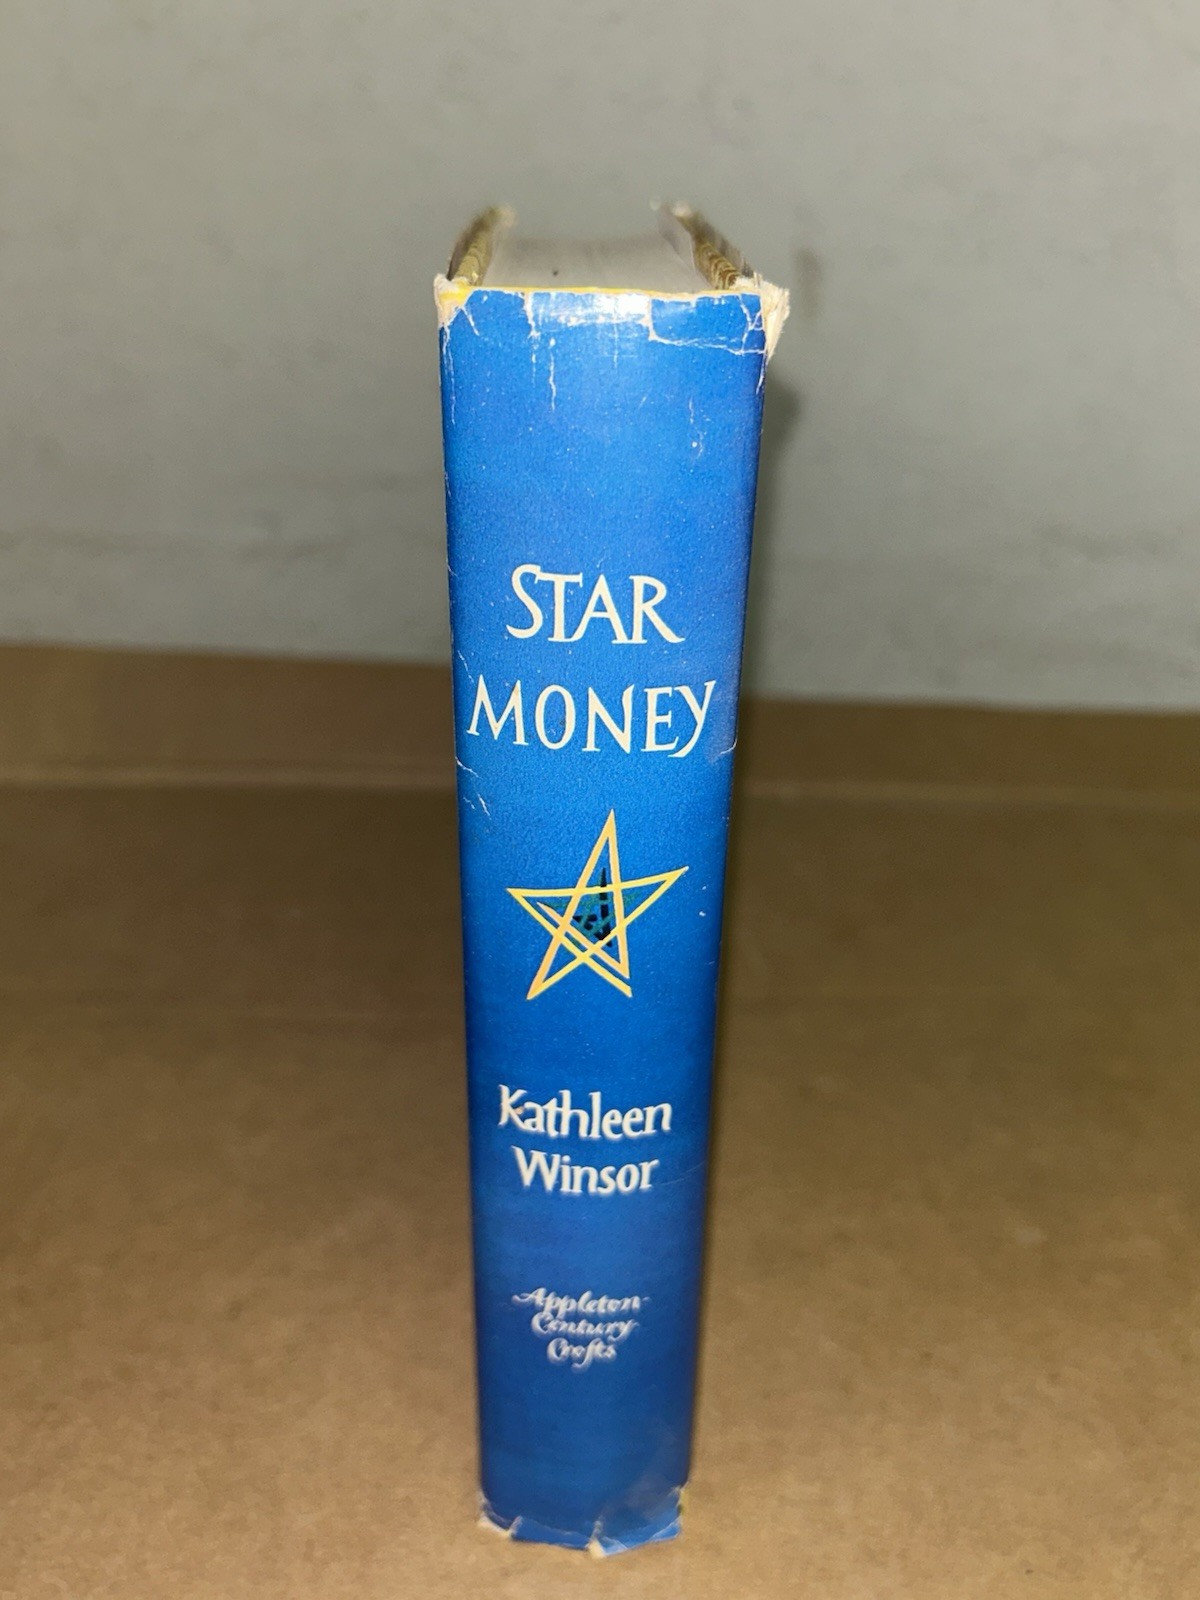 STAR
MONEY
Kathleen
Winsor
Appleton-
Century-
Crofts